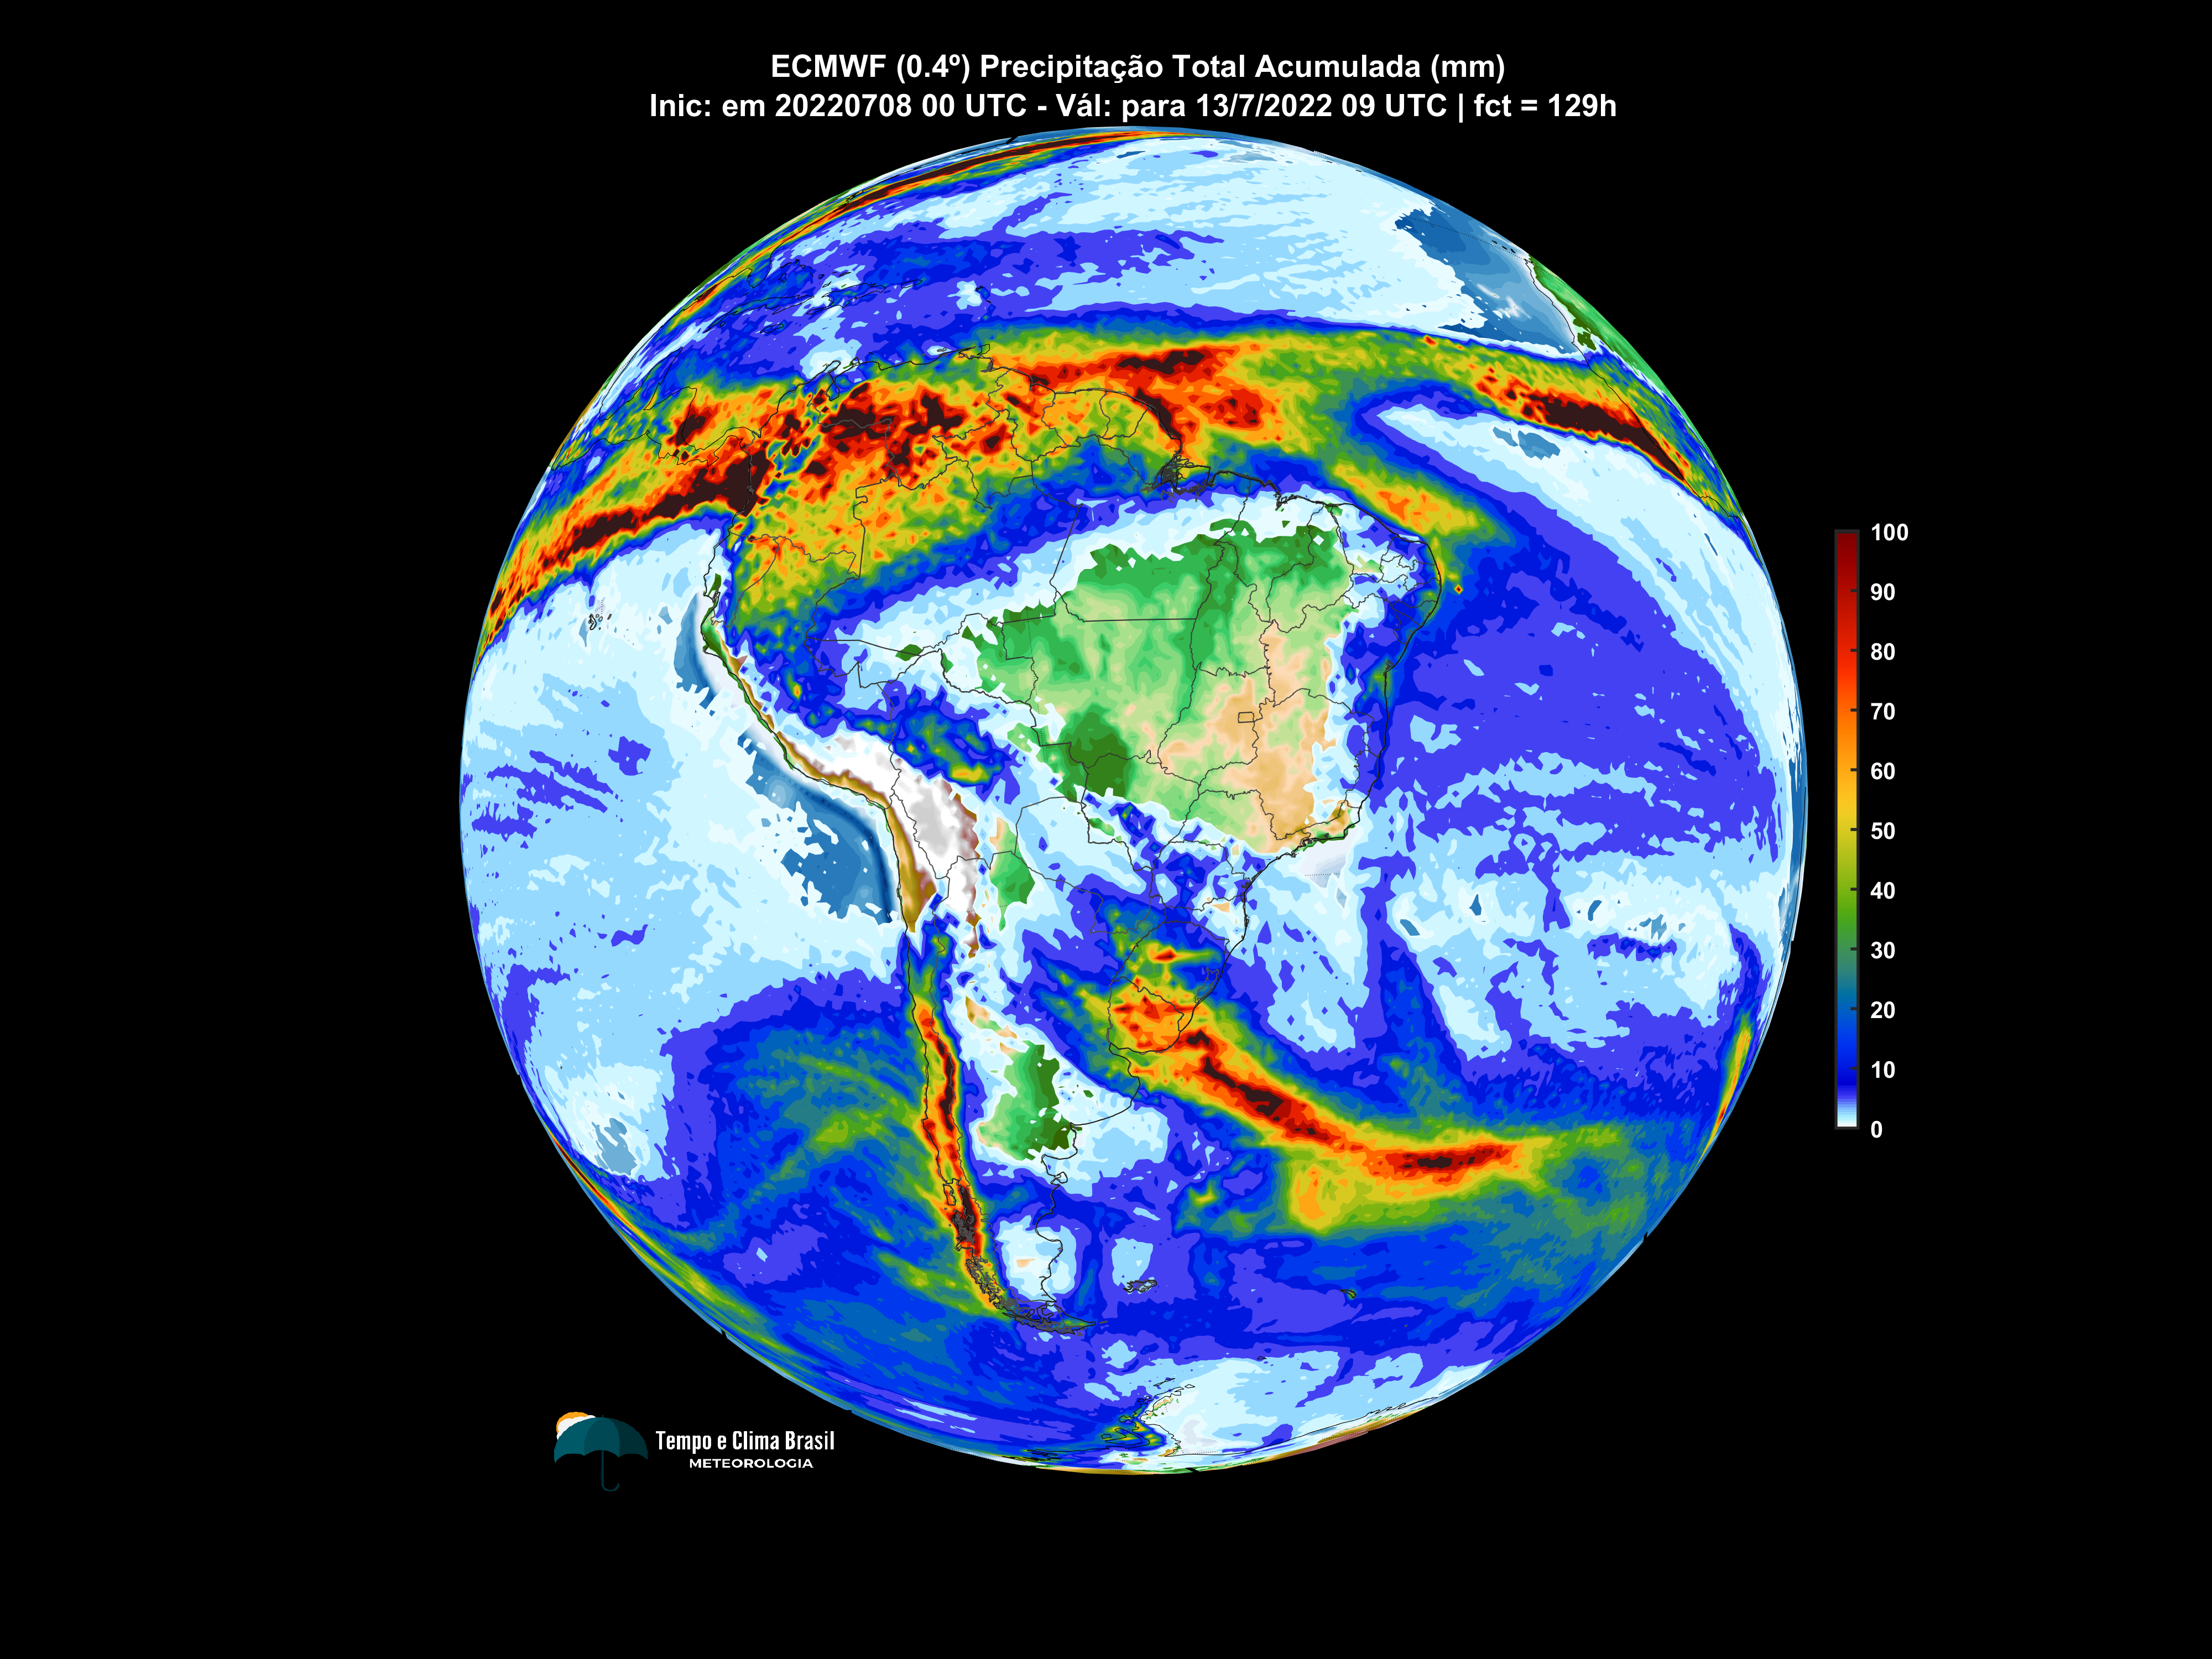 ECMWF (0.4º) Precipitação Total Acumulada (mm)
Inic: em 20220708 00 UTC - Vál: para 13/7/2022 09 UTC | fct = 129h
100
90
80
70
60
50
40
30
20
10
0
Tempo e Clima Brasil
METEOROLOGIA